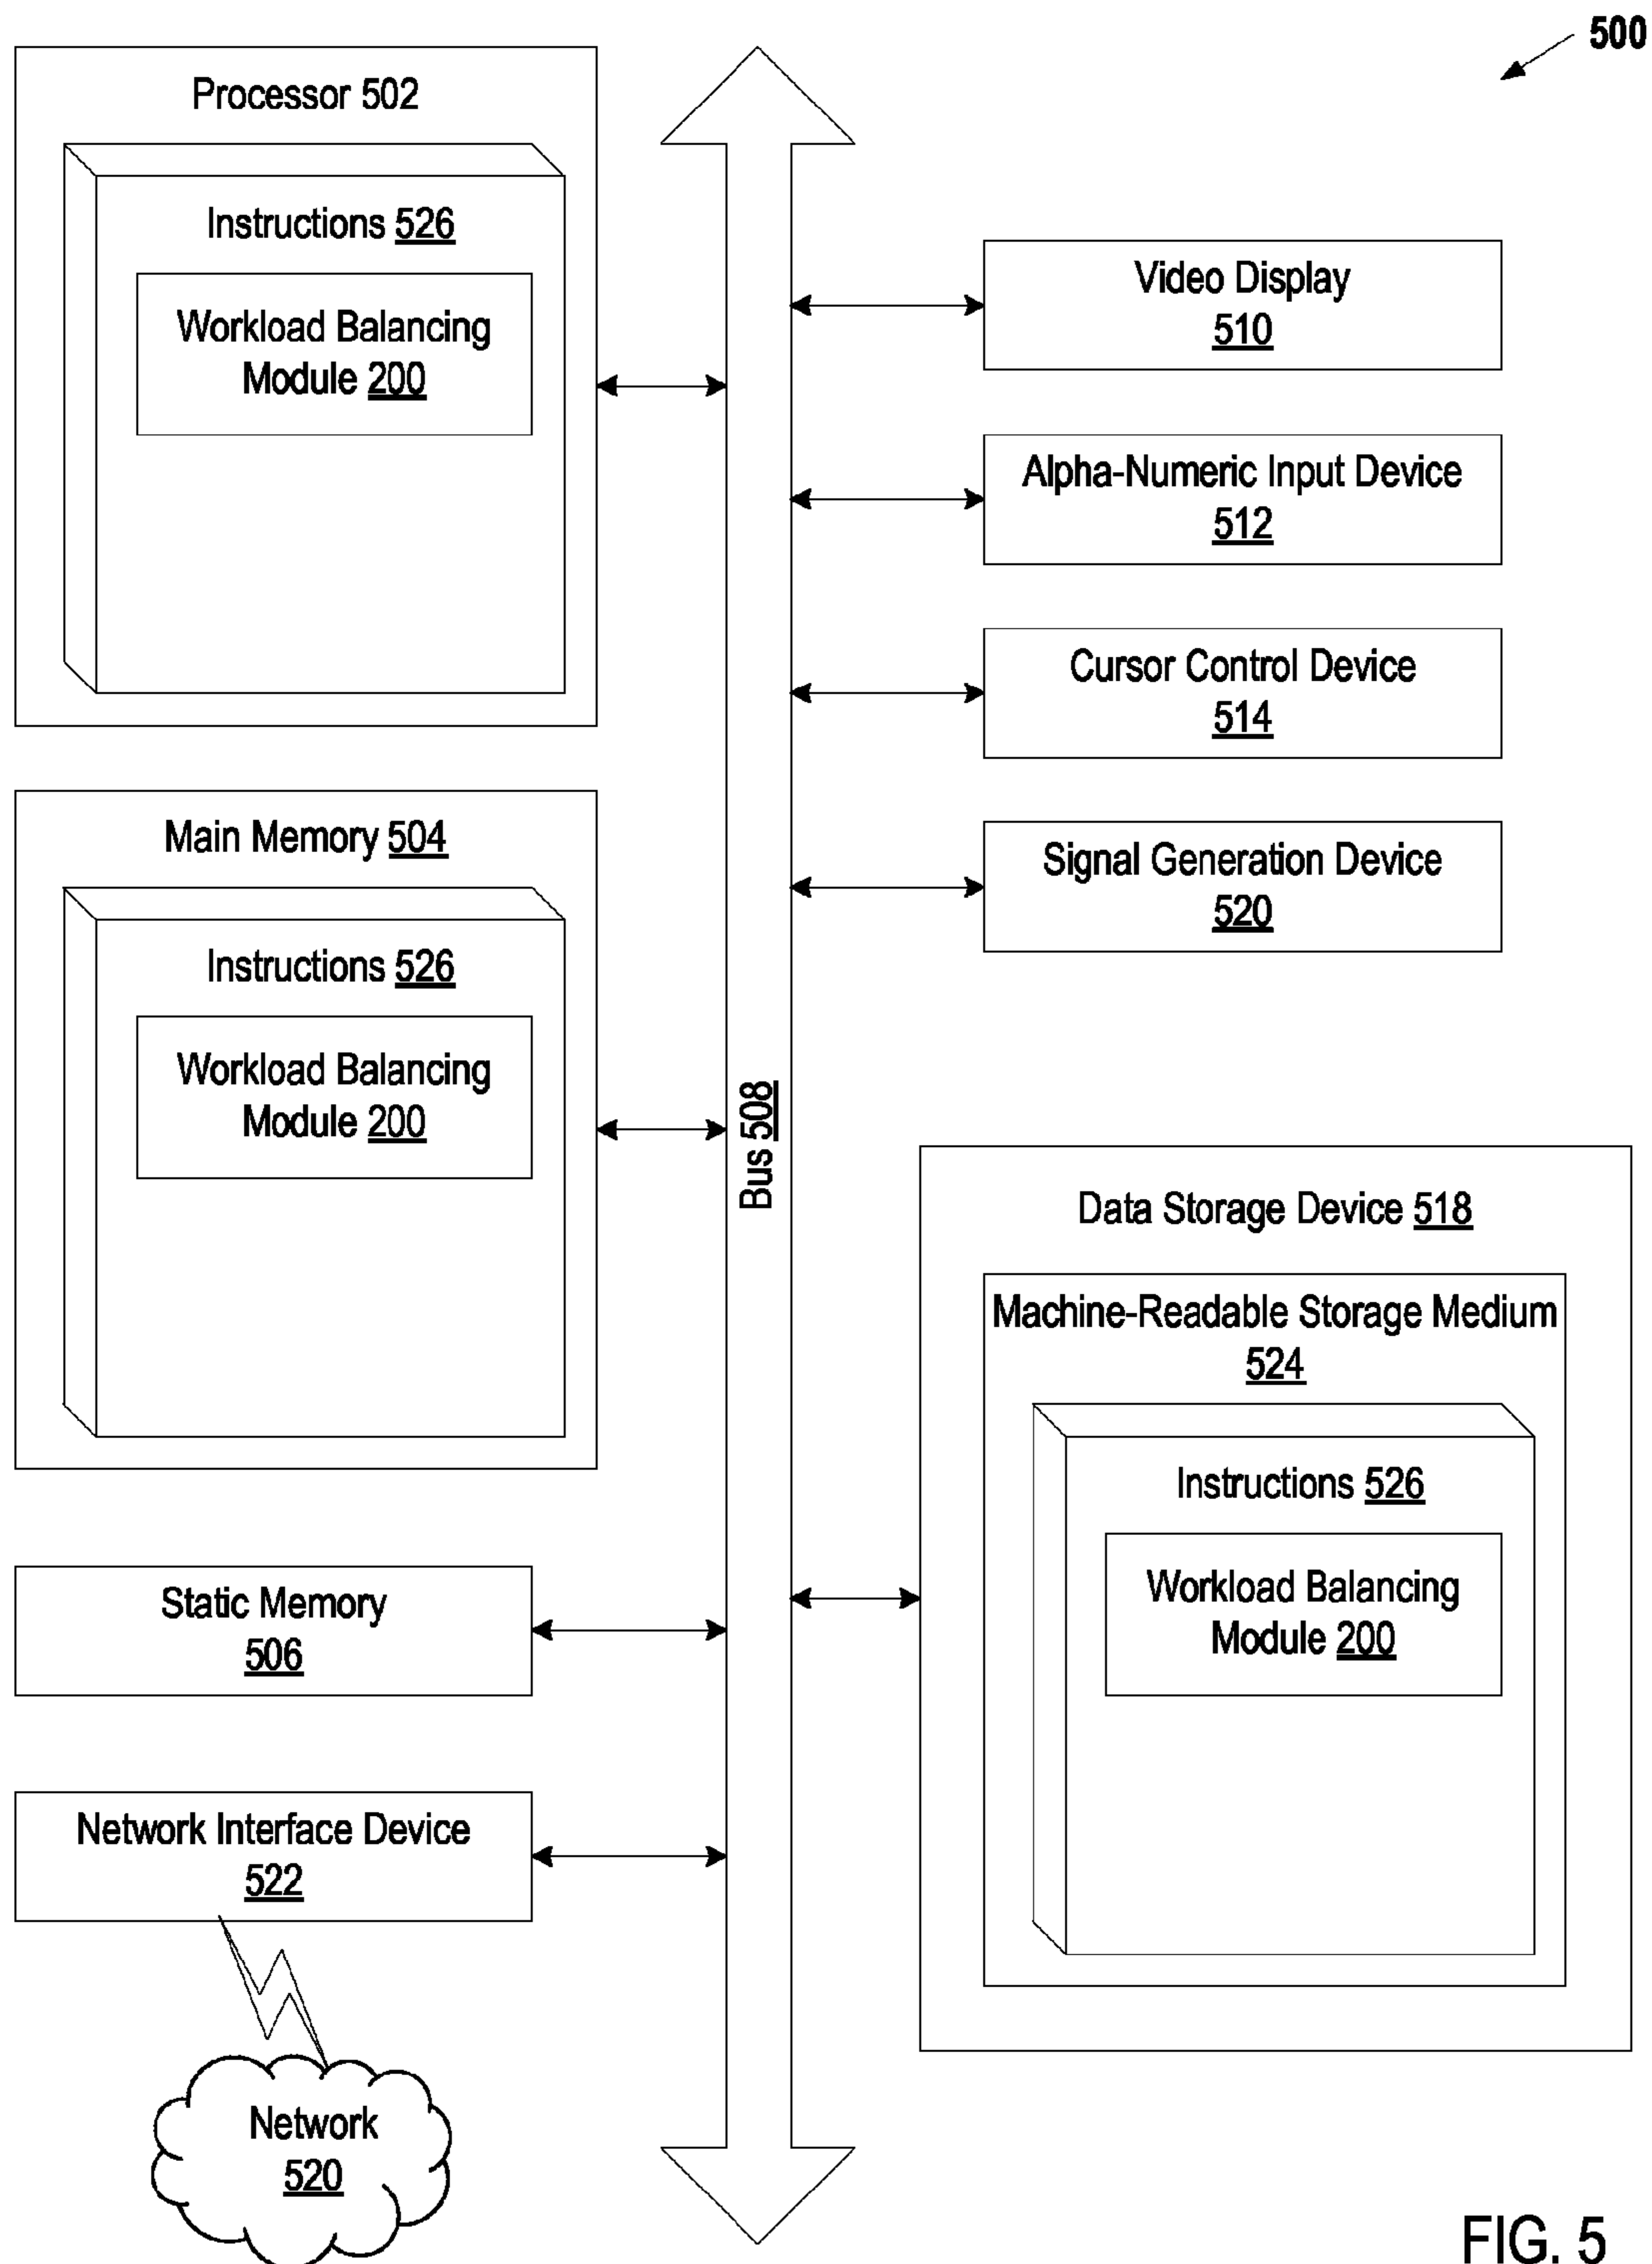 500
Processor 502
Instructions 526
Workload Balancing
Module 200
Main Memory 504
Instructions 526
Workload Balancing
Module 200
Static Memory
506
Network Interface Device
522
Network
520
Bus 508
Video Display
510
Alpha-Numeric Input Device
512
Cursor Control Device
514
Signal Generation Device
520
Data Storage Device 518
Machine-Readable Storage Medium
524
Instructions 526
Workload Balancing
Module 200
FIG. 5